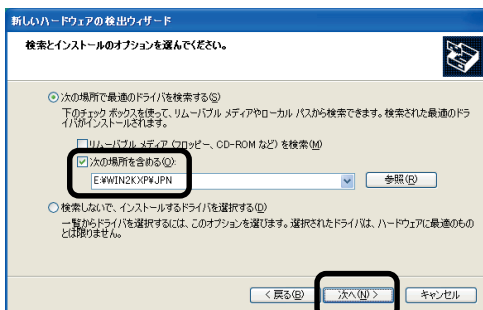 新しいハードウェアの検出ウィザード
検索とインストールのオプションを選んでください。
次の場所で最適のドライバを検索する(S)
下のチェック ボックスを使って、リムーバブル メディアやローカル パスから検索できます。検索された最適のドラ
イバがインストールされます。
リムーバブル メディア (フロッピー、CD-ROM など) を検索(M)
次の場所を含める(O):
E:¥WIN2KXP¥JPN
参照(R)
検索しないで、インストールするドライバを選択する(D)
一覧からドライバを選択するには、このオプションを選びます。選択されたドライバは、ハードウェアに最適のもの
とは限りません。
< 戻る(B)
次へ(N) >
キャンセル